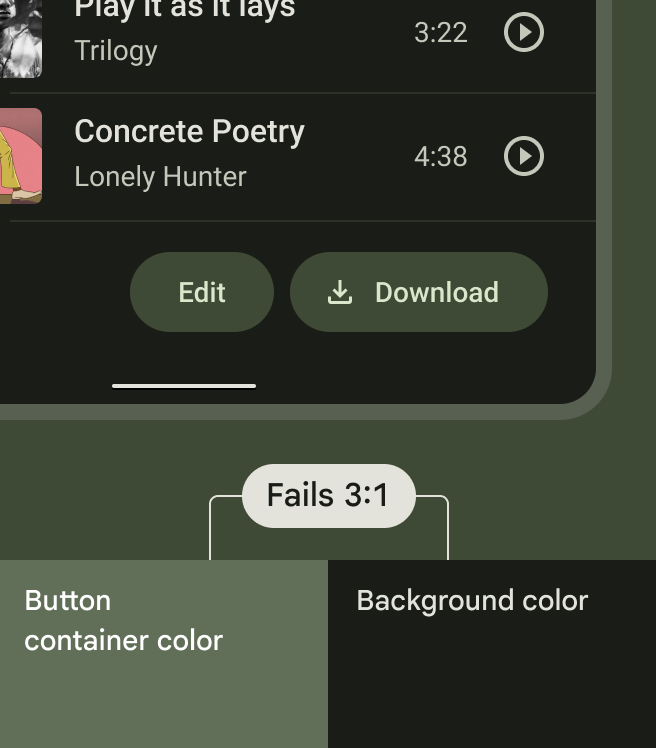 Play it as it lays
3:22
Trilogy
Concrete Poetry
4:38
Lonely Hunter
Edit
Download
Fails 3:1
Button
container color
Background color